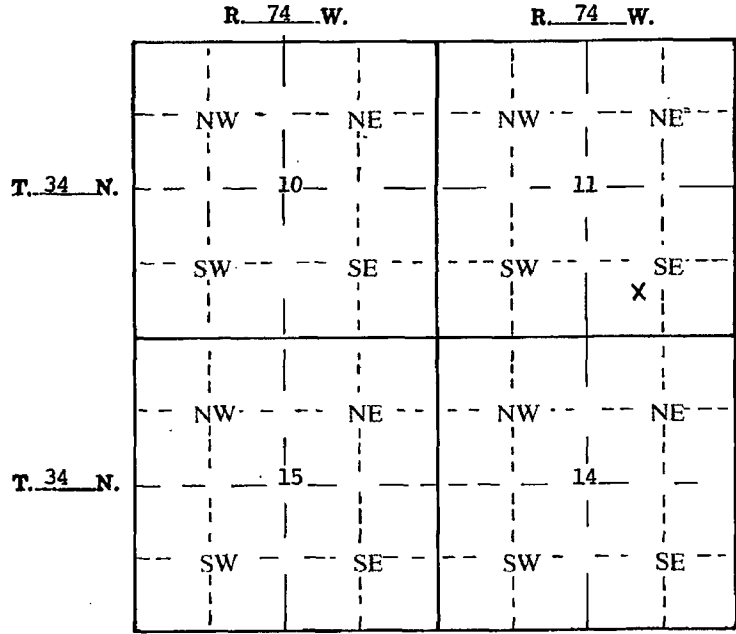 R. 74 W. R. 74 W.
NW NE NW NE
T. 34 N. 10 11
SW SE SW SE
X
NW NE NW NE
T. 34 N. 15 14
SW SE SW SE